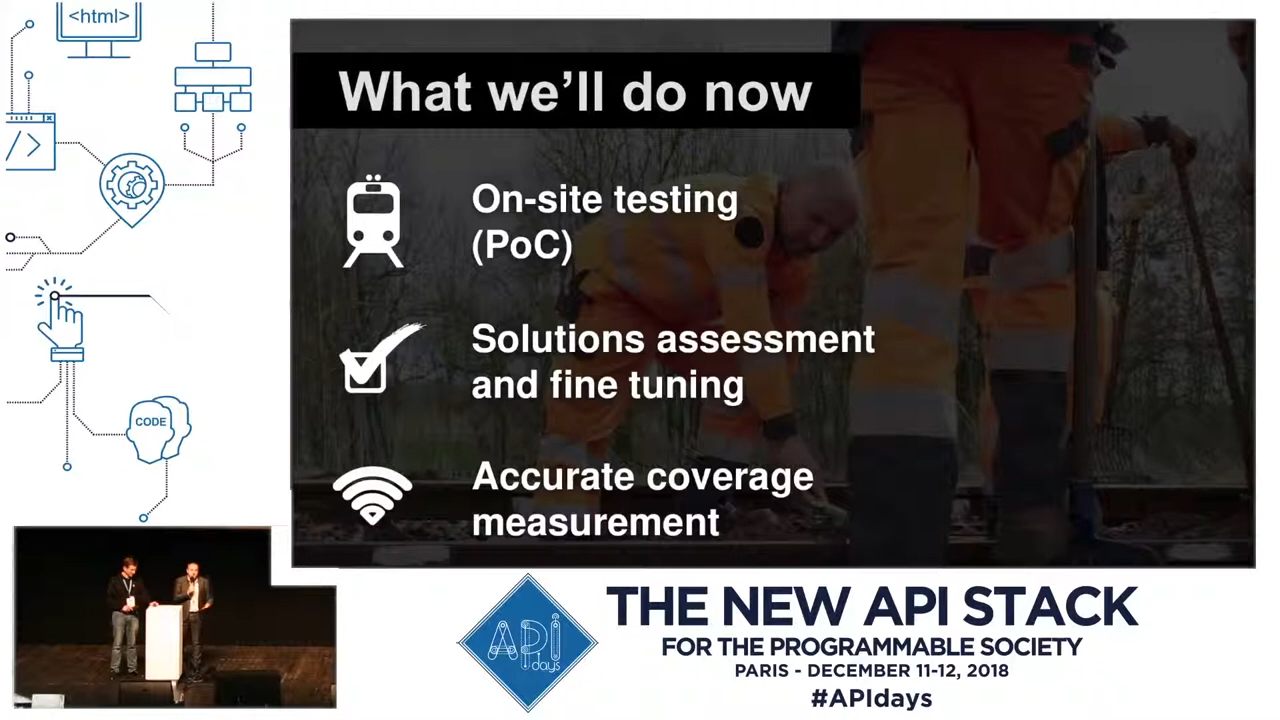 <html>
</>
CODE
What we'll do now
On-site testing
(PoC)
Solutions assessment
and fine tuning
Accurate coverage
measurement
API
days
THE NEW API STACK
FOR THE PROGRAMMABLE SOCIETY
PARIS - DECEMBER 11-12, 2018
#APIdays